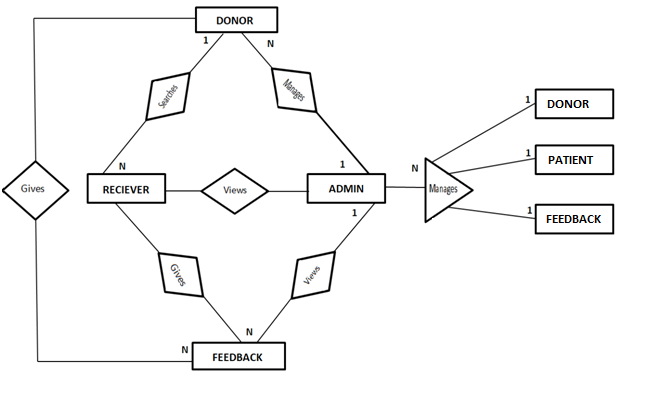 DONOR
1
N
Searches
Manages
1
DONOR
1
PATIENT
N
1
N
Gives
RECIEVER
Views
ADMIN
Manages
1
1
FEEDBACK
Gives
Views
N
N
FEEDBACK